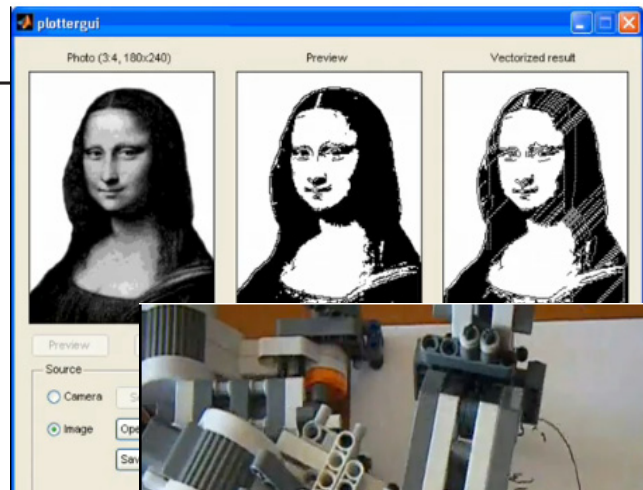 plottergui
Photo (3:4, 180x240)
Preview
Vectorized result
Preview
Source
Camera
Image